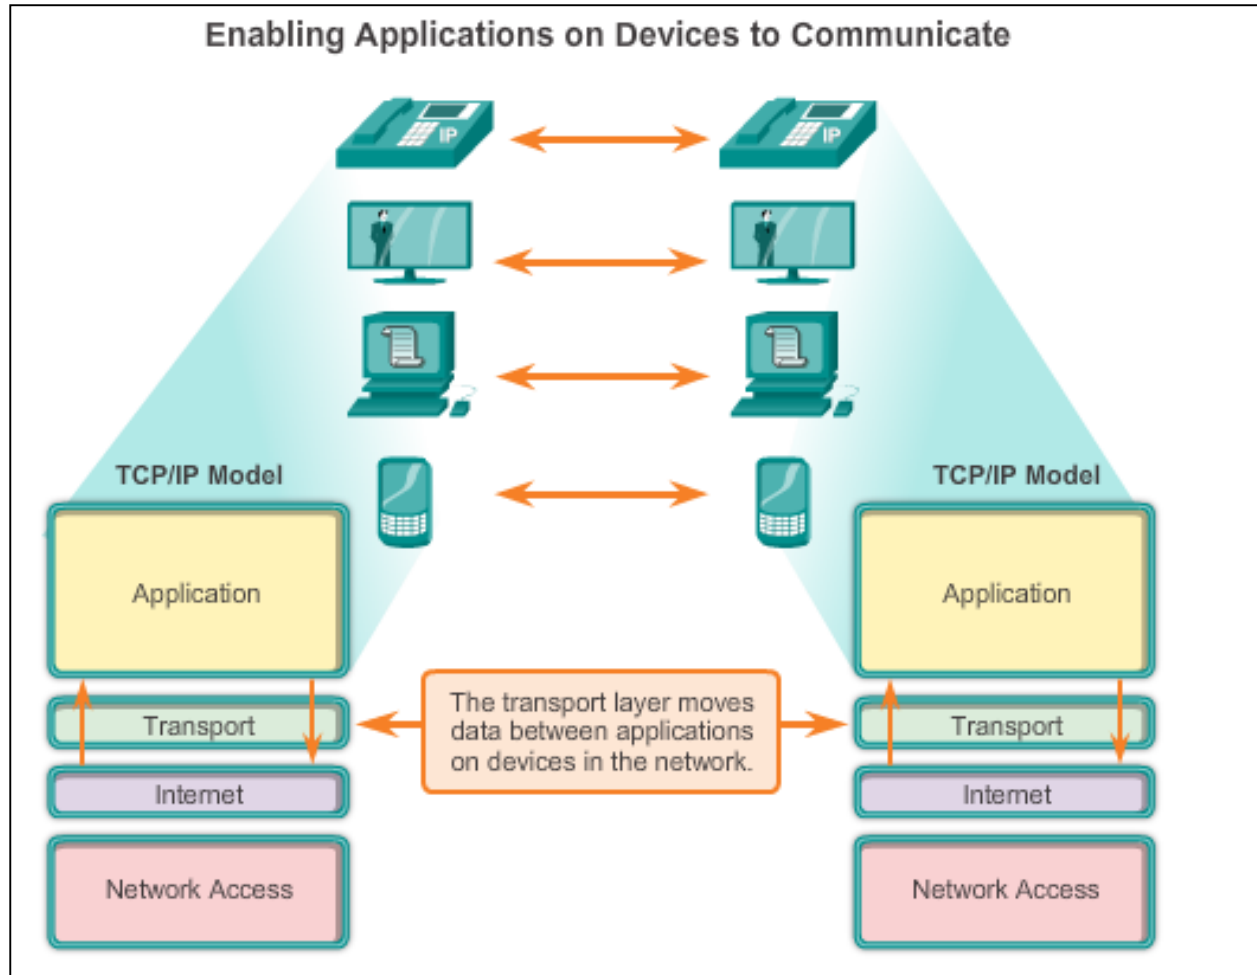 Enabling Applications on Devices to Communicate
IP
IP
TCP/IP Model
TCP/IP Model
Application
Application
The transport layer moves
data between applications
on devices in the network.
Transport
Transport
Internet
Internet
Network Access
Network Access